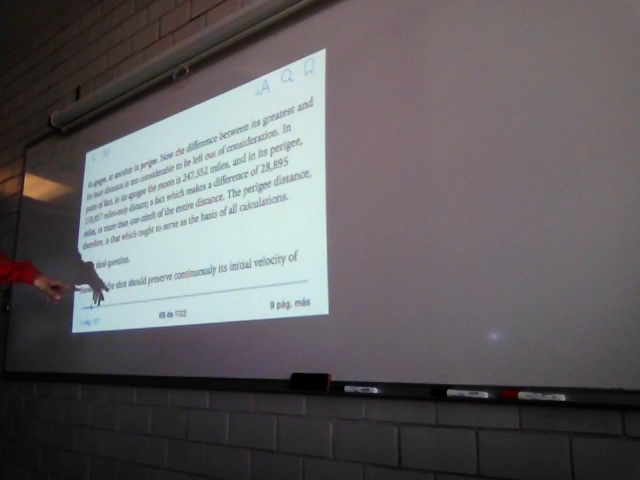 AA
in apogee, at another in perigee. Now the difference between its greatest and
its least distance is too considerable to be left out of consideration. In
point of fact, in its apogee the moon is 247,552 miles, and in its perigee,
218,657 miles only distant; a fact which makes a difference of 28,895
miles, or more than one-ninth of the entire distance. The perigee distance,
therefore, is that which ought to serve as the basis of all calculations.
third question.
the shot should preserve continuously its initial velocity of
68 de 1122
9 pág. más